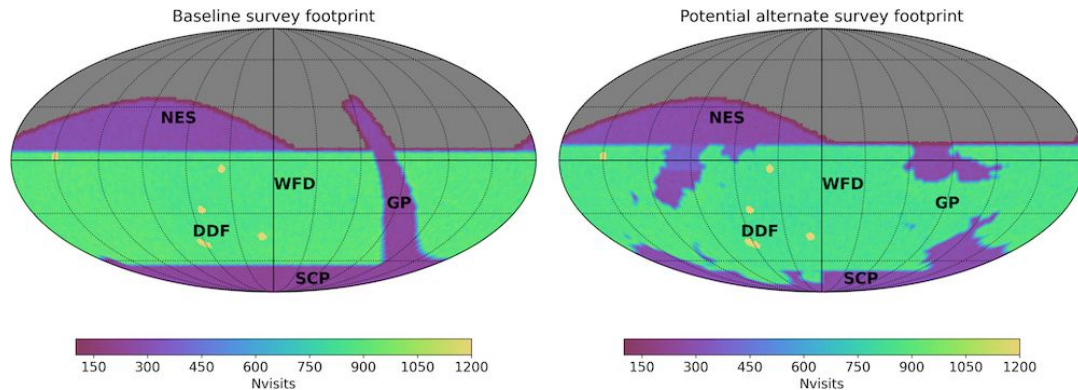 Baseline survey footprint
NES
WFD
GP
DDF
SCP
150 300 450 600 750 900 1050 1200
Nvisits
Potential alternate survey footprint
NES
WFD
GP
DDF
SCP
150 300 450 600 750 900 1050 1200
Nvisits